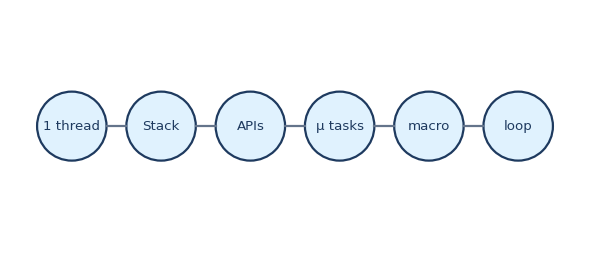 1 thread
Stack
APIs
µ tasks
macro
loop